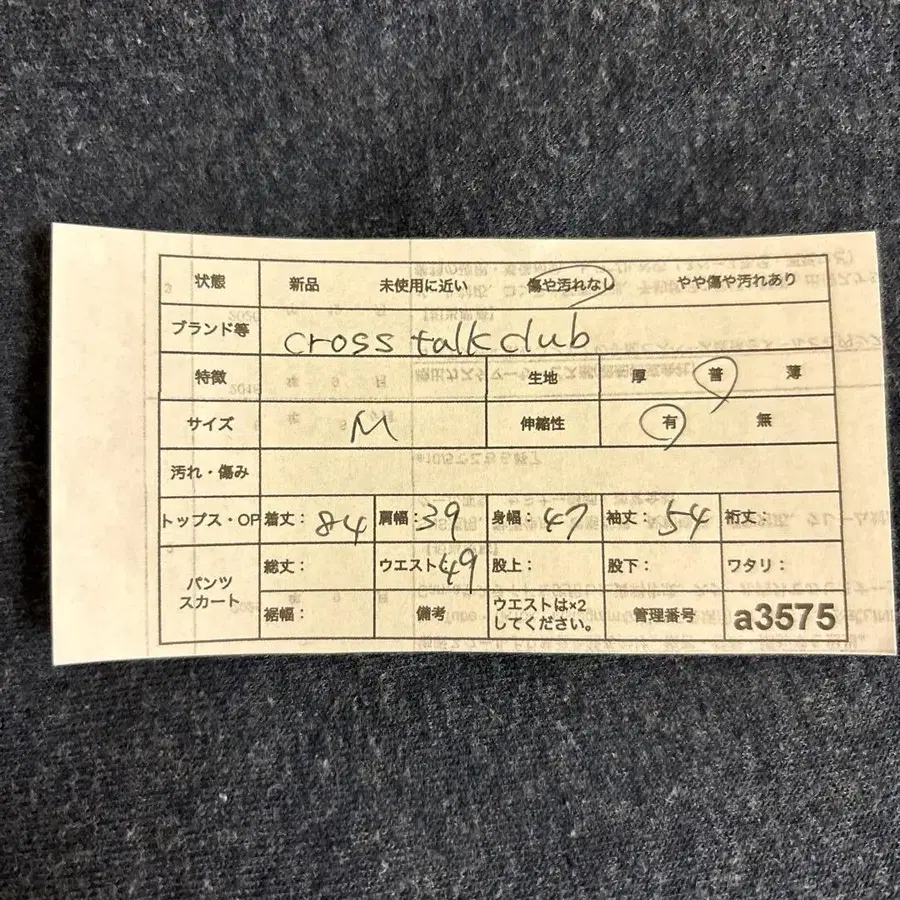 状態 新品 未使用に近い 傷や汚れなし やや傷や汚れあり
ブランド等 cross talk club
特徴 生地 厚 普 薄
サイズ M 伸縮性 有 無
汚れ・傷み
トップス・OP 着丈：84 肩幅：39 身幅：47 袖丈：54 裄丈：
パンツ スカート 総丈： ウエスト：49 股上： 股下： ワタリ：
裾幅： 備考 ウエストは×2 してください。 管理番号 a3575